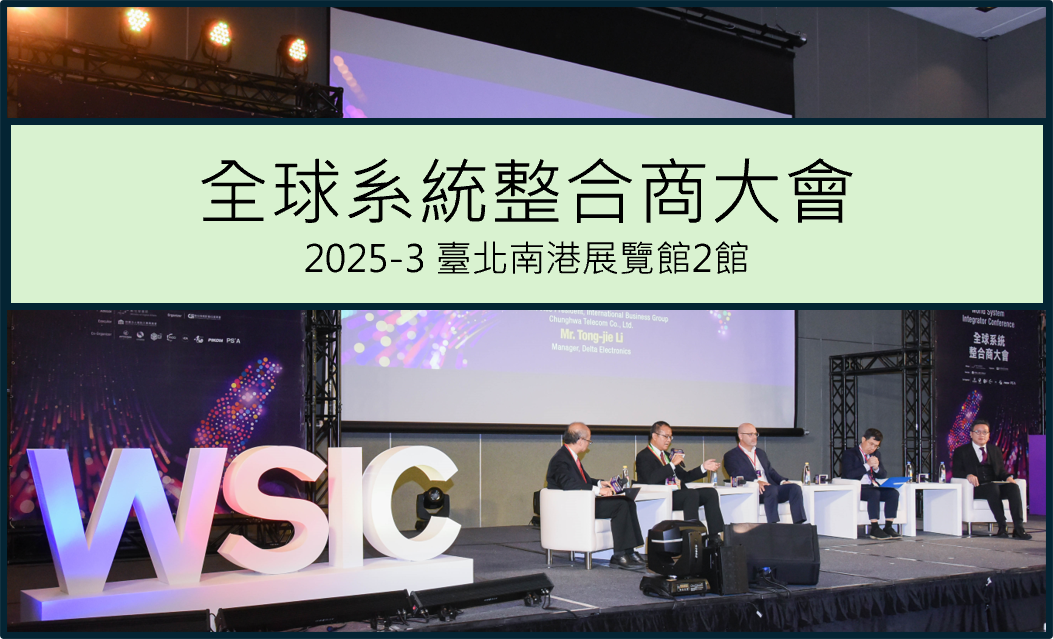 全球系統整合商大會
2025-3 臺北南港展覽館2館
President, International Business Group
Chunghwa Telecom Co., Ltd.
Mr. Tong-jie Li
Manager, Delta Electronics
World System
Integrator Conference
全球系統
整合商大會
PS²A
WSIC